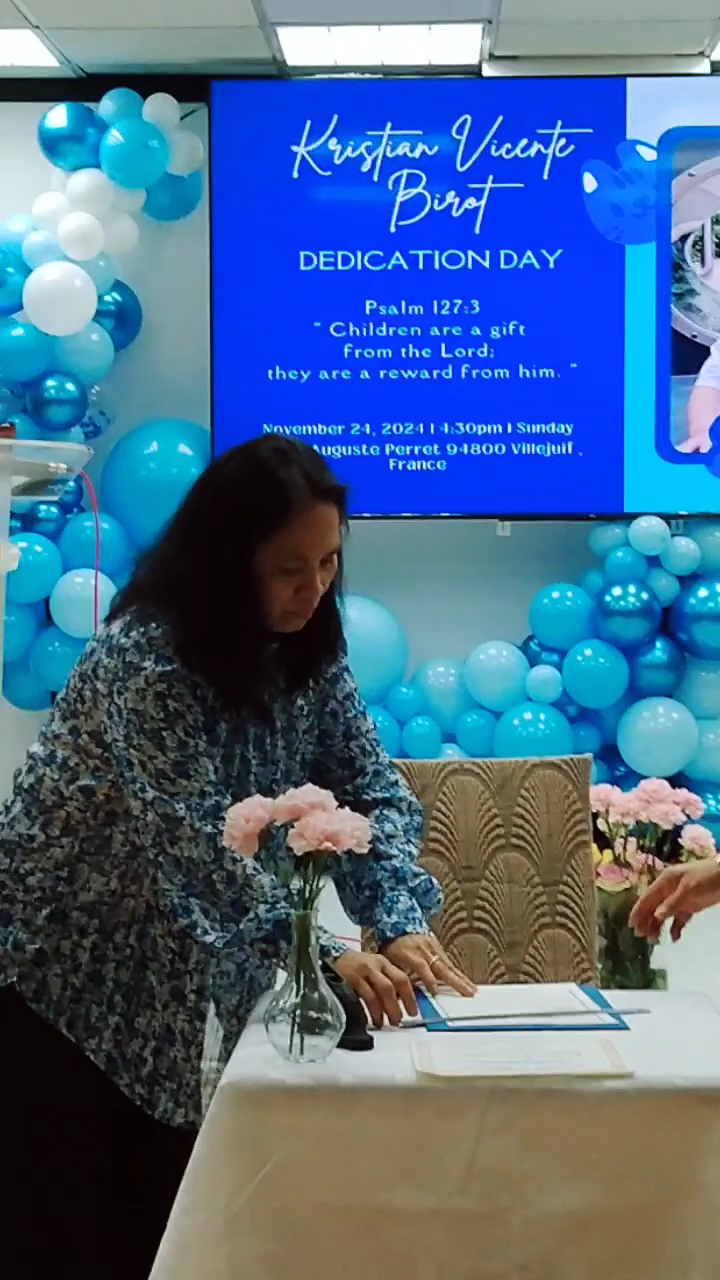 Kristian Vicente
Birot
DEDICATION DAY
Psalm 127:3
" Children are a gift
from the Lord;
they are a reward from him. "
November 24, 2024 | 4:30pm | Sunday
Auguste Perret 94800 Villejuif ,
France